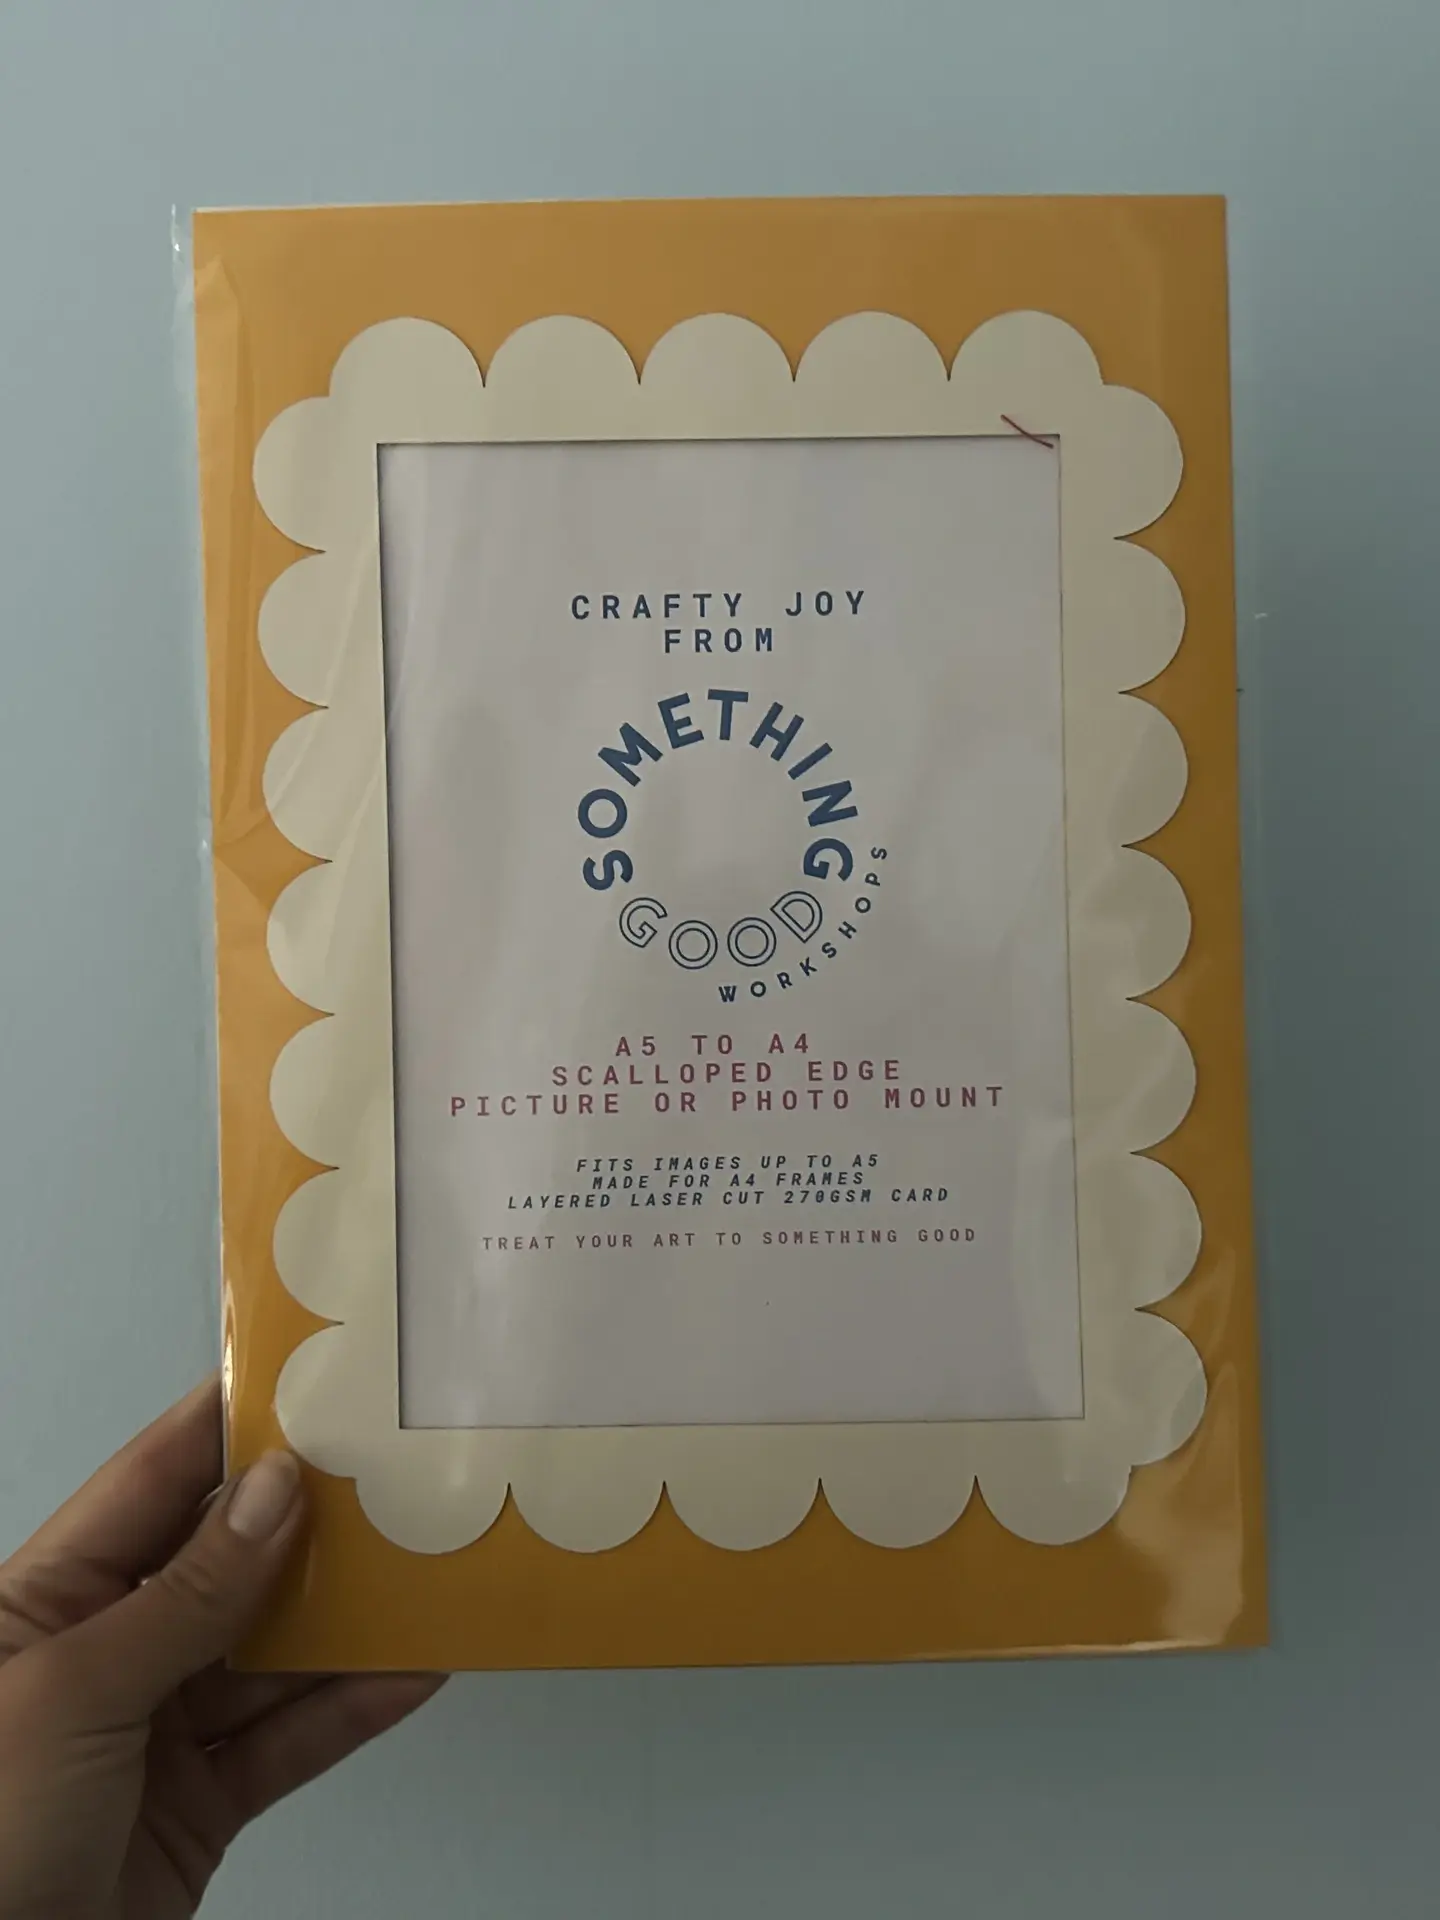 CRAFTY JOY
FROM
SOMETHING
GOOD
WORKSHOPS
A5 TO A4
SCALLOPED EDGE
PICTURE OR PHOTO MOUNT
FITS IMAGES UP TO A5
MADE FOR A4 FRAMES
LAYERED LASER CUT 270GSM CARD
TREAT YOUR ART TO SOMETHING GOOD